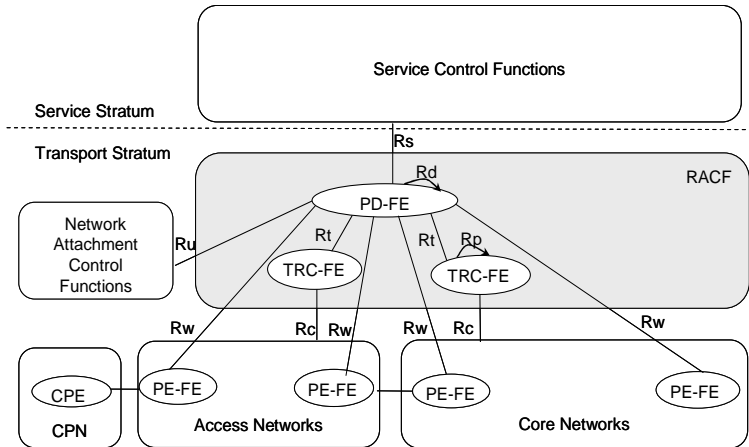 Service Control Functions
Service Stratum
Transport Stratum
Rs
RACF
Rd
PD-FE
Network
Attachment
Control
Functions
Ru
Rt
Rt
Rp
TRC-FE
TRC-FE
Rw
Rc
Rw
Rw
Rc
Rw
CPE
PE-FE
PE-FE
PE-FE
PE-FE
CPN
Access Networks
Core Networks